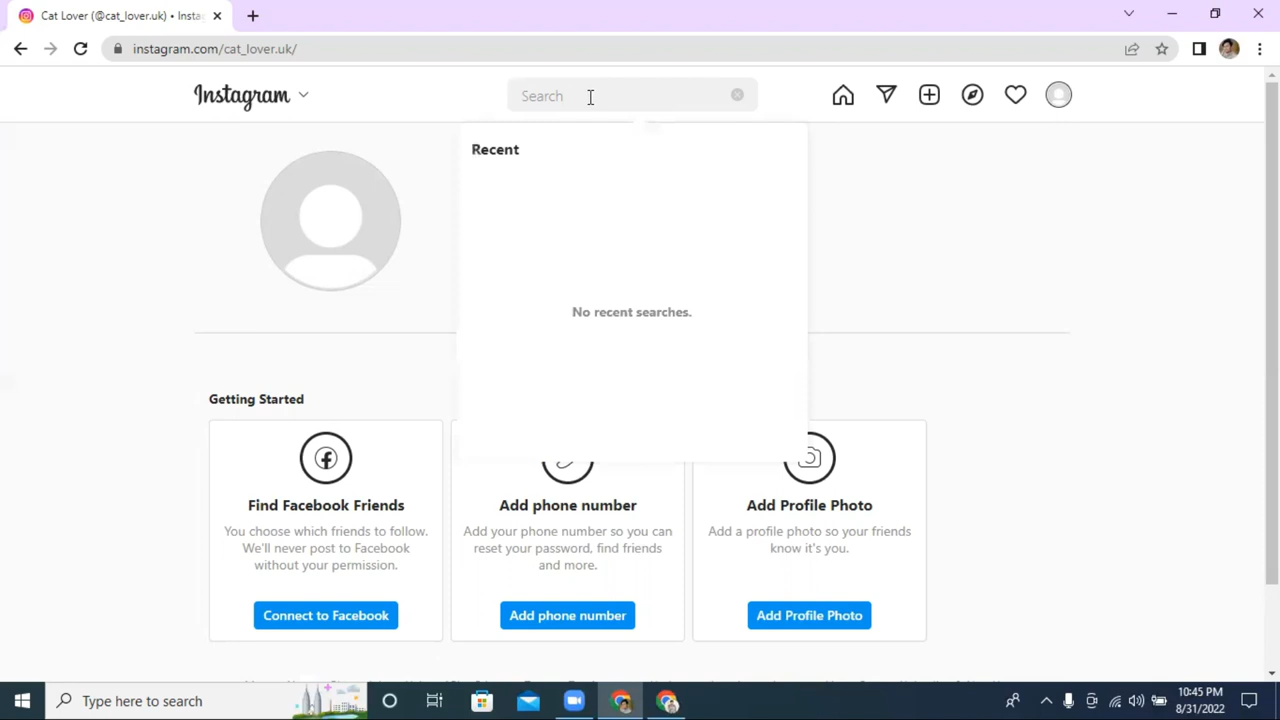 Cat Lover (@cat_lover.uk) • Insta
instagram.com/cat_lover.uk/
Instagram
Search
Recent
No recent searches.
Getting Started
Find Facebook Friends
You choose which friends to follow.
We'll never post to Facebook
without your permission.
Connect to Facebook
Add phone number
Add your phone number so you can
reset your password, find friends
and more.
Add phone number
Add Profile Photo
Add a profile photo so your friends
know it's you.
Add Profile Photo
Type here to search
10:45 PM
8/31/2022